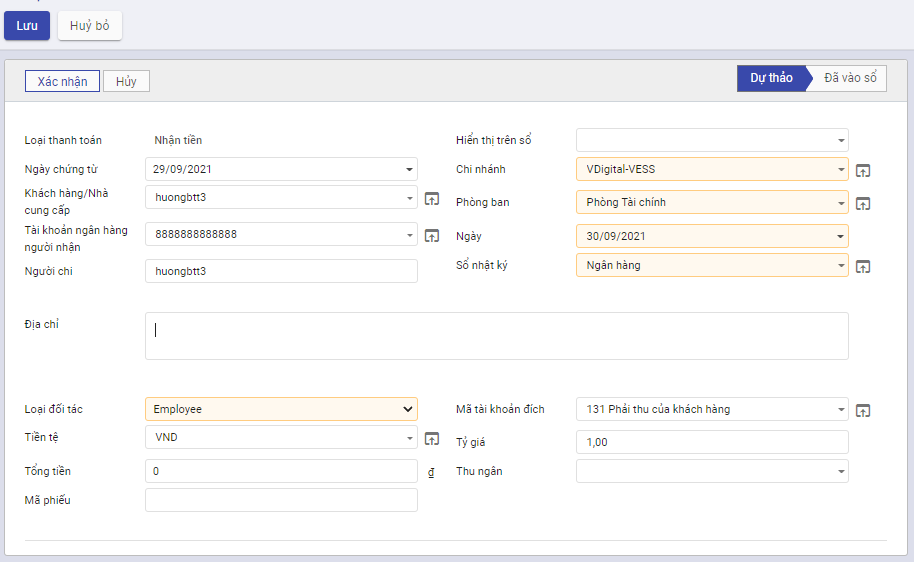 Lưu
Huỷ bỏ
Xác nhận
Hủy
Dự thảo
Đã vào sổ
Loại thanh toán
Nhận tiền
Hiển thị trên sổ
Ngày chứng từ
29/09/2021
Chi nhánh
VDigital-VESS
Khách hàng/Nhà
cung cấp
huongbtt3
Phòng ban
Phòng Tài chính
Tài khoản ngân hàng
người nhận
8888888888888
Ngày
30/09/2021
Người chi
huongbtt3
Sổ nhật ký
Ngân hàng
Địa chỉ
Loại đối tác
Employee
Mã tài khoản đích
131 Phải thu của khách hàng
Tiền tệ
VND
Tỷ giá
1,00
Tổng tiền
0
₫
Thu ngân
Mã phiếu